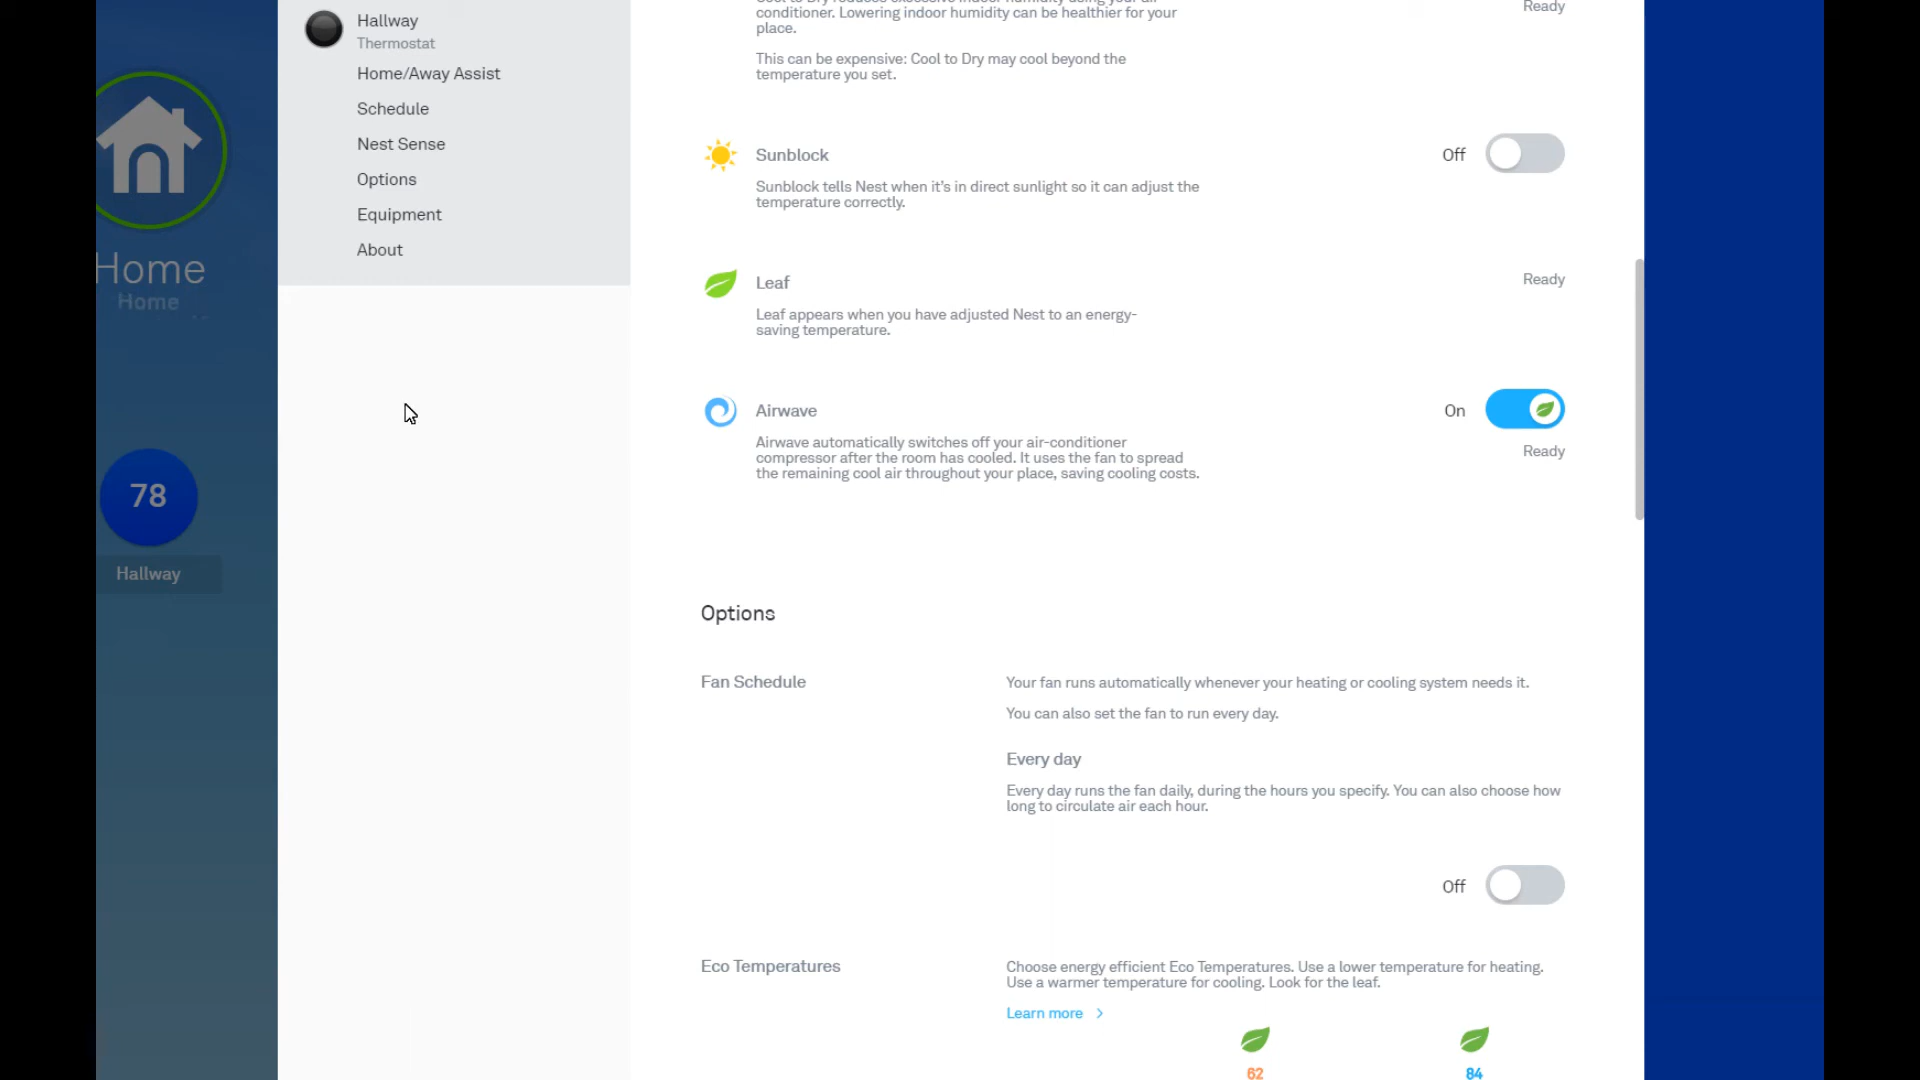 Hallway
Thermostat
Home/Away Assist
Schedule
Nest Sense
Options
Equipment
About
Home
Home
78
Hallway
conditioner. Lowering indoor humidity can be healthier for your
place.
Ready
This can be expensive: Cool to Dry may cool beyond the
temperature you set.
Sunblock
Off
Sunblock tells Nest when it's in direct sunlight so it can adjust the
temperature correctly.
Leaf
Ready
Leaf appears when you have adjusted Nest to an energy-
saving temperature.
Airwave
On
Airwave automatically switches off your air-conditioner
compressor after the room has cooled. It uses the fan to spread
the remaining cool air throughout your place, saving cooling costs.
Ready
Options
Fan Schedule
Your fan runs automatically whenever your heating or cooling system needs it.
You can also set the fan to run every day.
Every day
Every day runs the fan daily, during the hours you specify. You can also choose how
long to circulate air each hour.
Off
Eco Temperatures
Choose energy efficient Eco Temperatures. Use a lower temperature for heating.
Use a warmer temperature for cooling. Look for the leaf.
Learn more
62
84